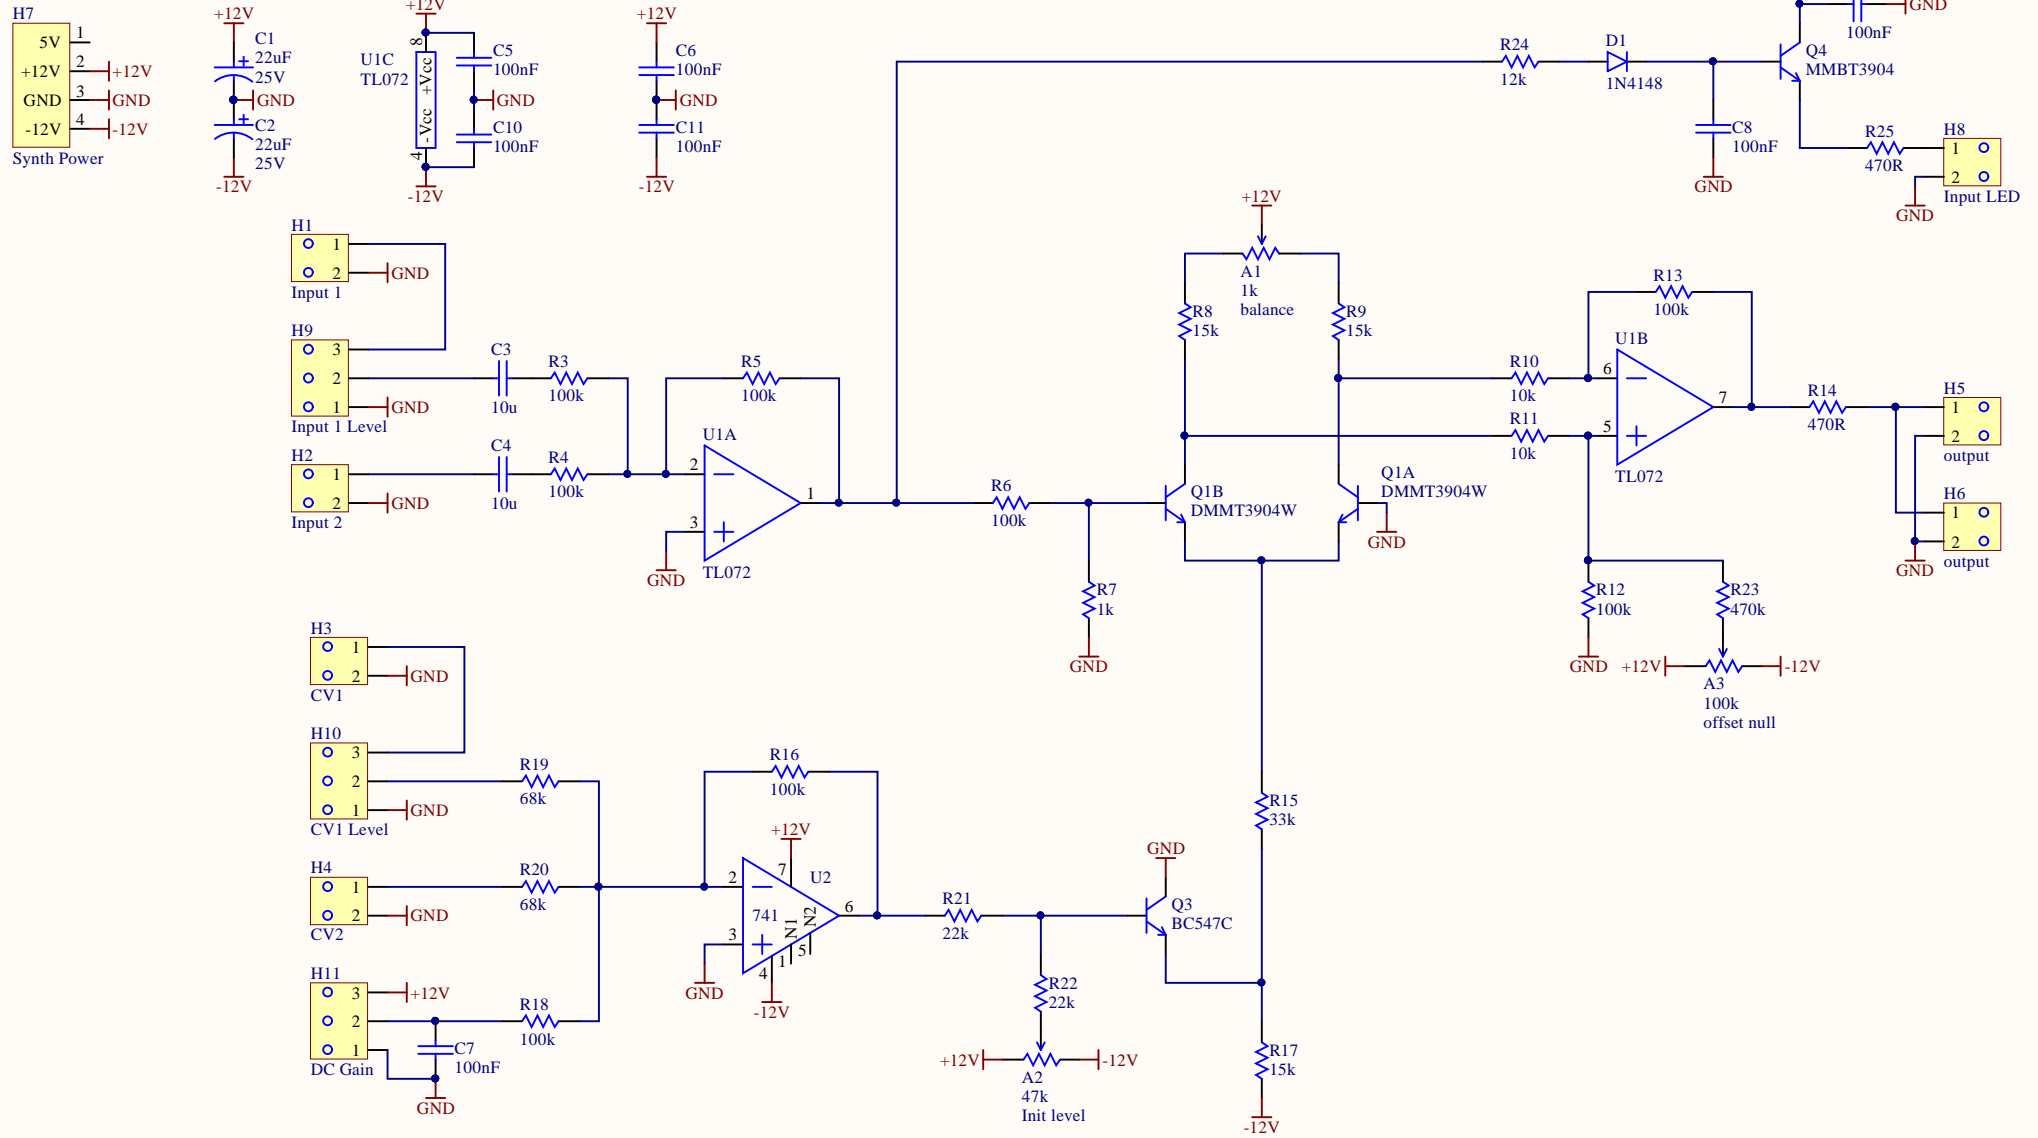 H7
5V 1
+12V 2 +12V
GND 3 GND
-12V 4 -12V
Synth Power
+12V
C1
22uF
25V
GND
C2
22uF
25V
-12V
+12V
8
U1C
TL072
+Vcc
-Vcc
4
C5
100nF
GND
C10
100nF
-12V
+12V
C6
100nF
GND
C11
100nF
-12V
R24
12k
D1
1N4148
C8
100nF
GND
GND
100nF
Q4
MMBT3904
R25
470R
H8
1
2
Input LED
GND
H1
1
2 GND
Input 1
H9
3
2
1 GND
Input 1 Level
H2
1
2 GND
Input 2
C3
10u
R3
100k
C4
10u
R4
100k
R5
100k
U1A
2
3
1
TL072
GND
R6
100k
R7
1k
GND
+12V
A1
1k
balance
R8
15k
R9
15k
Q1B
DMMT3904W
Q1A
DMMT3904W
GND
R10
10k
R11
10k
R13
100k
U1B
6
5
7
TL072
R14
470R
H5
1
2
output
H6
1
2
output
GND
R12
100k
GND
R23
470k
+12V -12V
A3
100k
offset null
H3
1
2 GND
CV1
H10
3
2
1 GND
CV1 Level
H4
1
2 GND
CV2
H11
3 +12V
2
1
DC Gain
R19
68k
R20
68k
R18
100k
C7
100nF
GND
R16
100k
+12V
7
U2
2
741
3
6
N1
N2
1
5
4
-12V
GND
R21
22k
R22
22k
+12V -12V
A2
47k
Init level
GND
Q3
BC547C
R15
33k
R17
15k
-12V